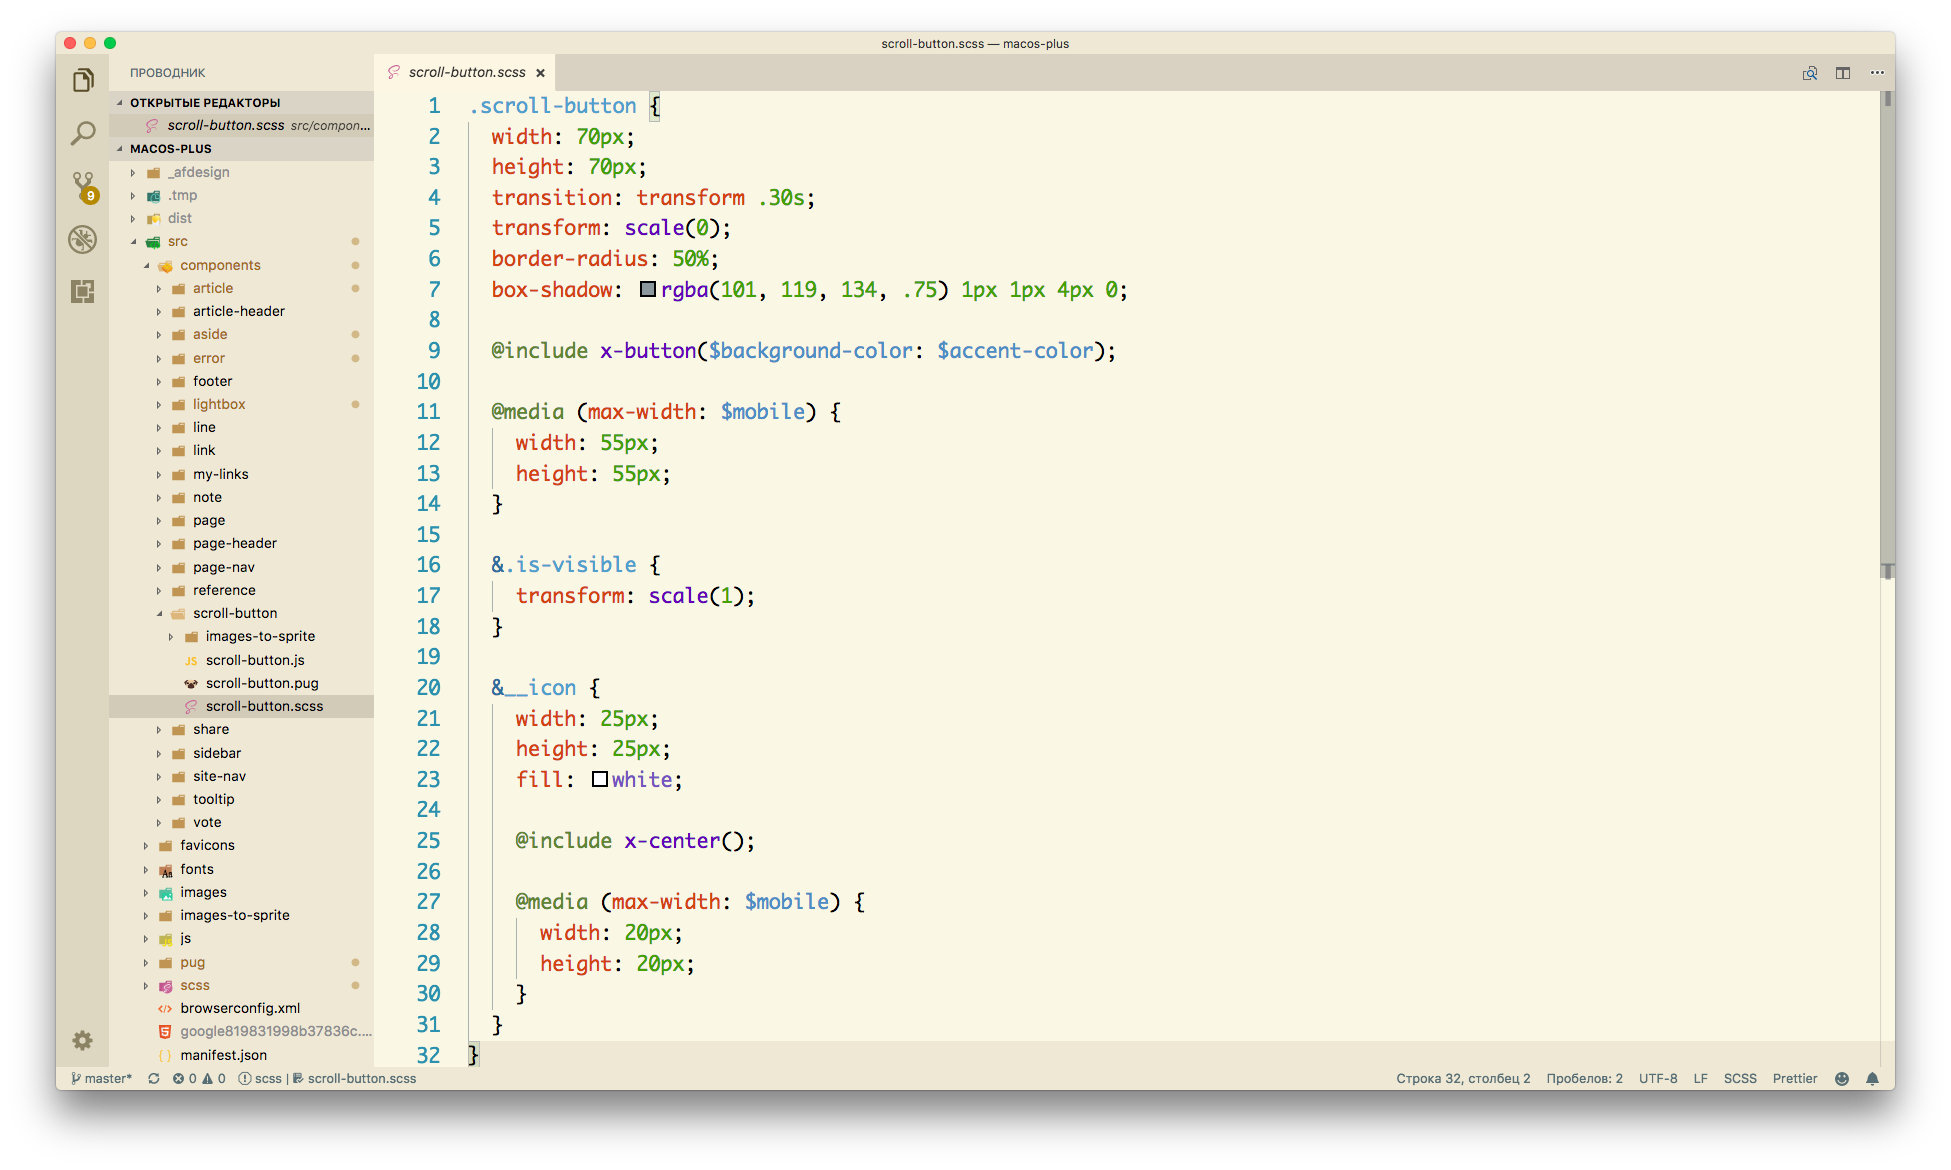 scroll-button.scss — macos-plus
ПРОВОДНИК
ОТКРЫТЫЕ РЕДАКТОРЫ
scroll-button.scss src/compon...
MACOS-PLUS
_afdesign
.tmp
dist
src
components
article
article-header
aside
error
footer
lightbox
line
link
my-links
note
page
page-header
page-nav
reference
scroll-button
images-to-sprite
JS scroll-button.js
scroll-button.pug
scroll-button.scss
share
sidebar
site-nav
tooltip
vote
favicons
fonts
images
images-to-sprite
js
pug
scss
browserconfig.xml
google819831998b37836c....
manifest.json
9
scroll-button.scss ×
1 .scroll-button {
2 width: 70px;
3 height: 70px;
4 transition: transform .30s;
5 transform: scale(0);
6 border-radius: 50%;
7 box-shadow: rgba(101, 119, 134, .75) 1px 1px 4px 0;
8
9 @include x-button($background-color: $accent-color);
10
11 @media (max-width: $mobile) {
12 width: 55px;
13 height: 55px;
14 }
15
16 &.is-visible {
17 transform: scale(1);
18 }
19
20 &__icon {
21 width: 25px;
22 height: 25px;
23 fill: white;
24
25 @include x-center();
26
27 @media (max-width: $mobile) {
28 width: 20px;
29 height: 20px;
30 }
31 }
32 }
master* 0 0 scss | scroll-button.scss Строка 32, столбец 2 Пробелов: 2 UTF-8 LF SCSS Prettier